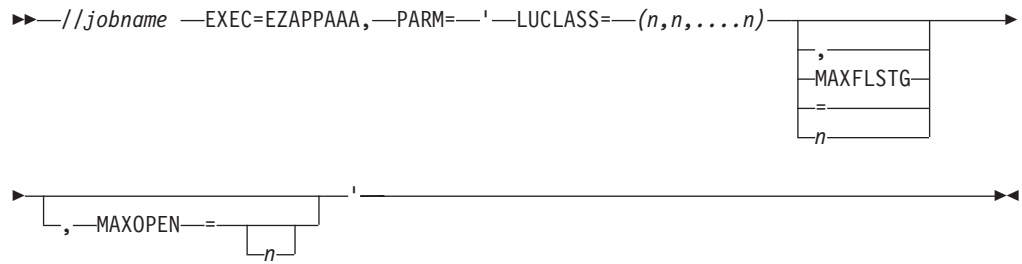 //jobname EXEC=EZAPPAAA, PARM= ' LUCLASS= (n,n,....n)
,
MAXFLSTG
=
n
'
, MAXOPEN =
n